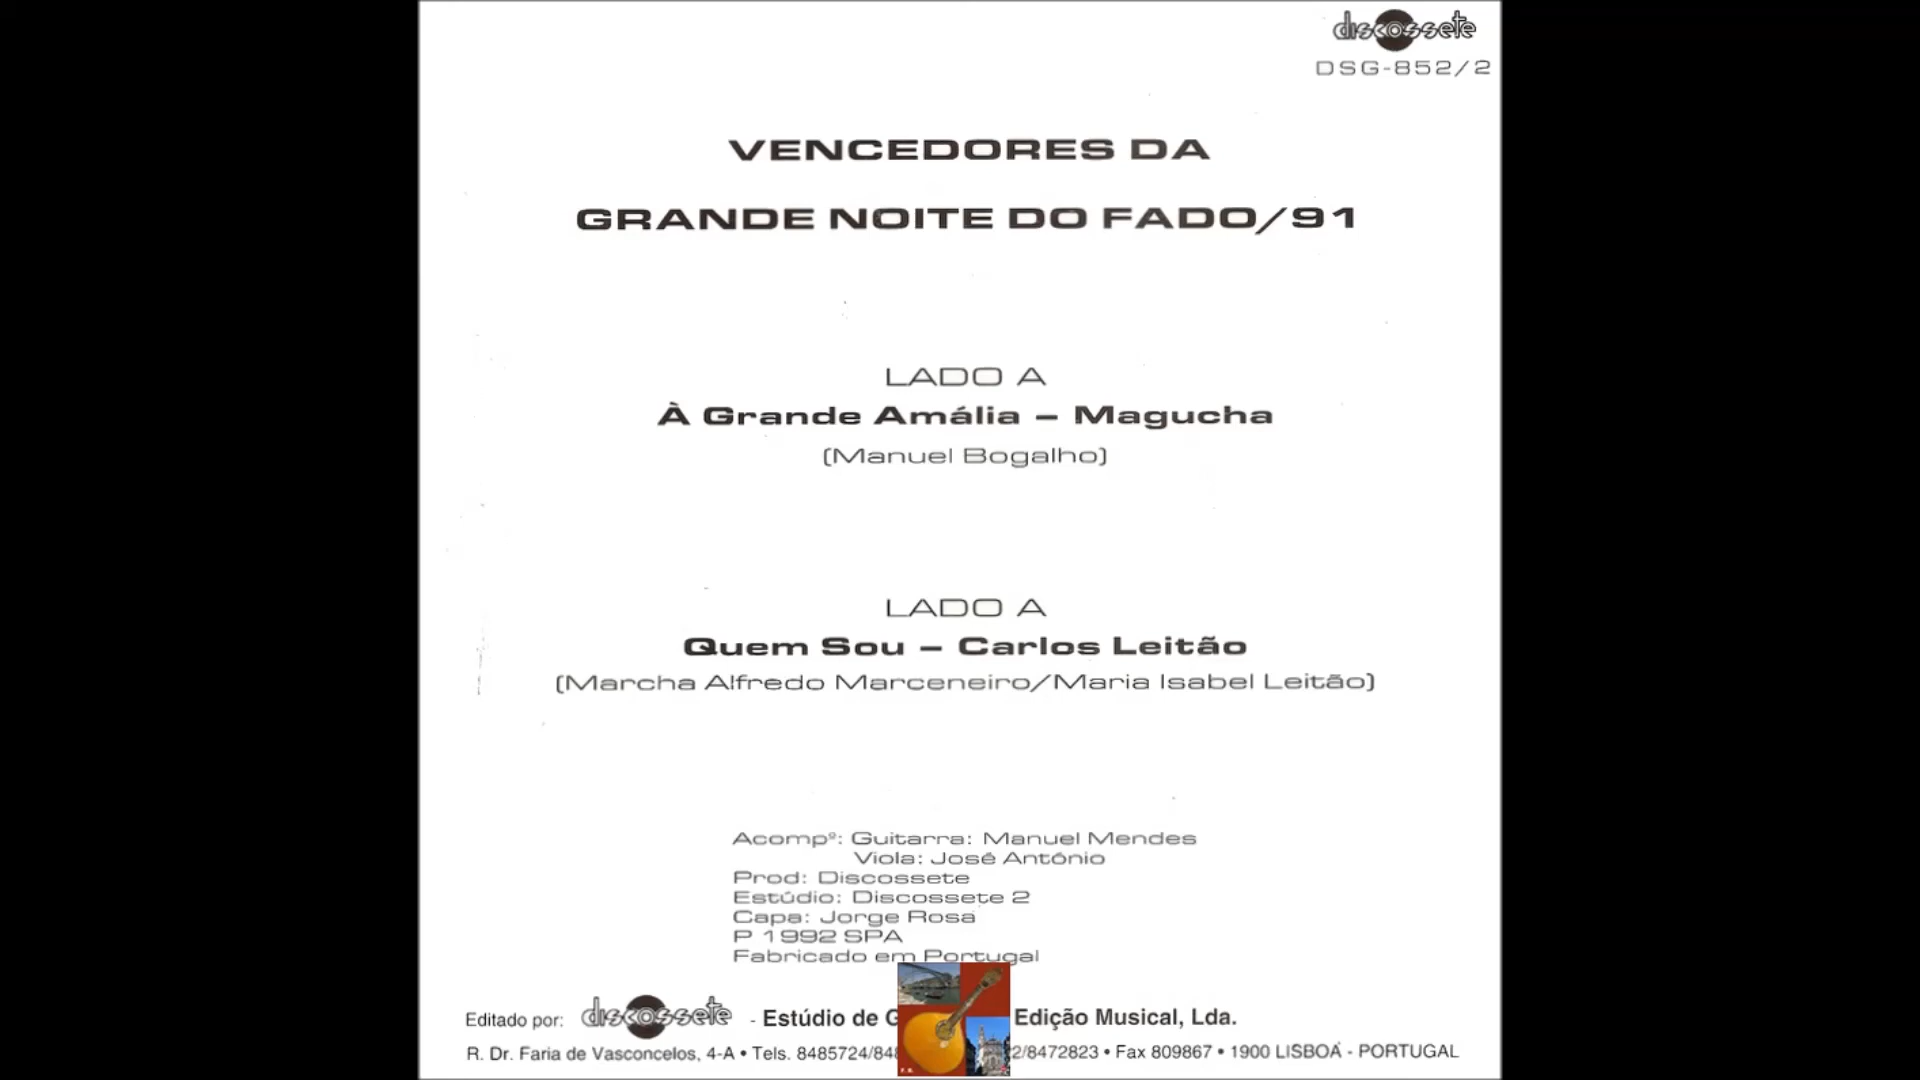 discossete
DSG-852/2
VENCEDORES DA
GRANDE NOITE DO FADO/91
LADO A
À Grande Amália – Magucha
(Manuel Bogalho)
LADO A
Quem Sou – Carlos Leitão
(Marcha Alfredo Marceneiro/Maria Isabel Leitão)
Acompº: Guitarra: Manuel Mendes
Viola: José António
Prod: Discossete
Estúdio: Discossete 2
Capa: Jorge Rosa
P 1992 SPA
Fabricado em Portugal
Editado por: discossete - Estúdio de Edição Musical, Lda.
R. Dr. Faria de Vasconcelos, 4-A • Tels. 8485724/ 2/8472823 • Fax 809867 • 1900 LISBOA - PORTUGAL